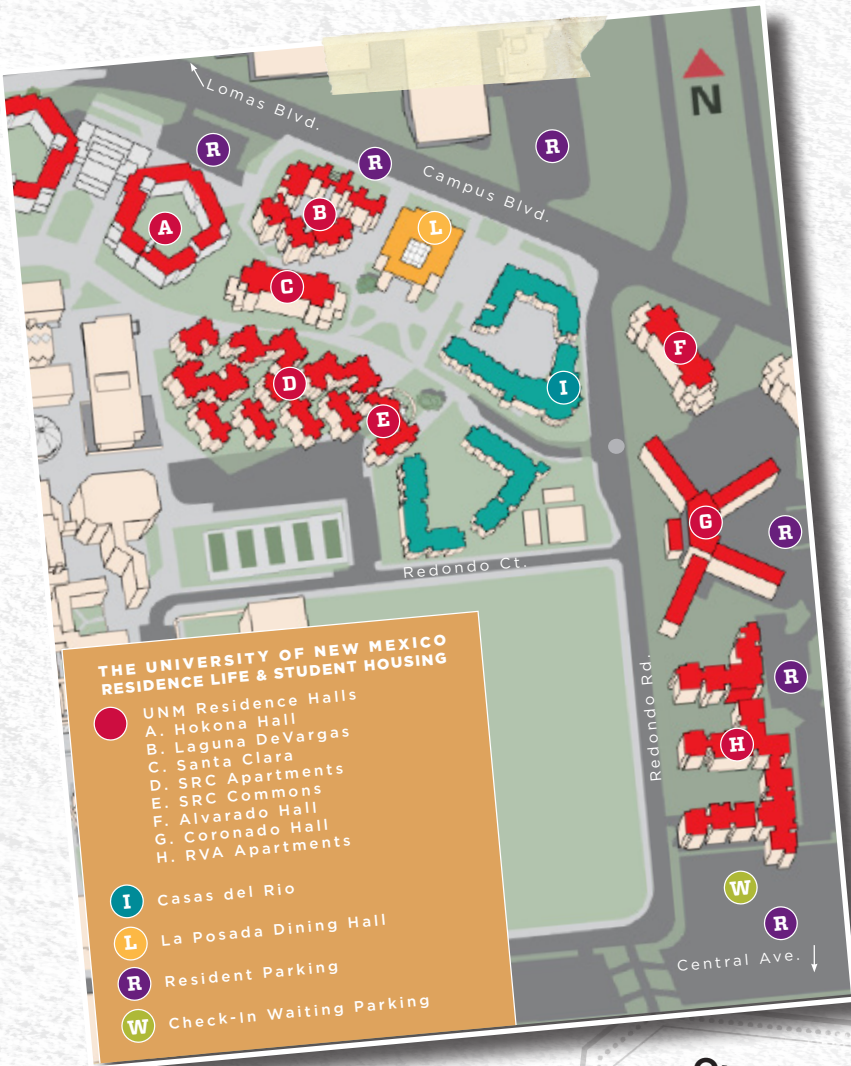 Lomas Blvd.
N
R
R
R
Campus Blvd.
B
L
A
C
F
D
I
E
G
R
Redondo Ct.
Redondo Rd.
R
H
W
R
Central Ave.
THE UNIVERSITY OF NEW MEXICO
RESIDENCE LIFE & STUDENT HOUSING
UNM Residence Halls
A. Hokona Hall
B. Laguna DeVargas
C. Santa Clara
D. SRC Apartments
E. SRC Commons
F. Alvarado Hall
G. Coronado Hall
H. RVA Apartments
I Casas del Rio
L La Posada Dining Hall
R Resident Parking
W Check-In Waiting Parking